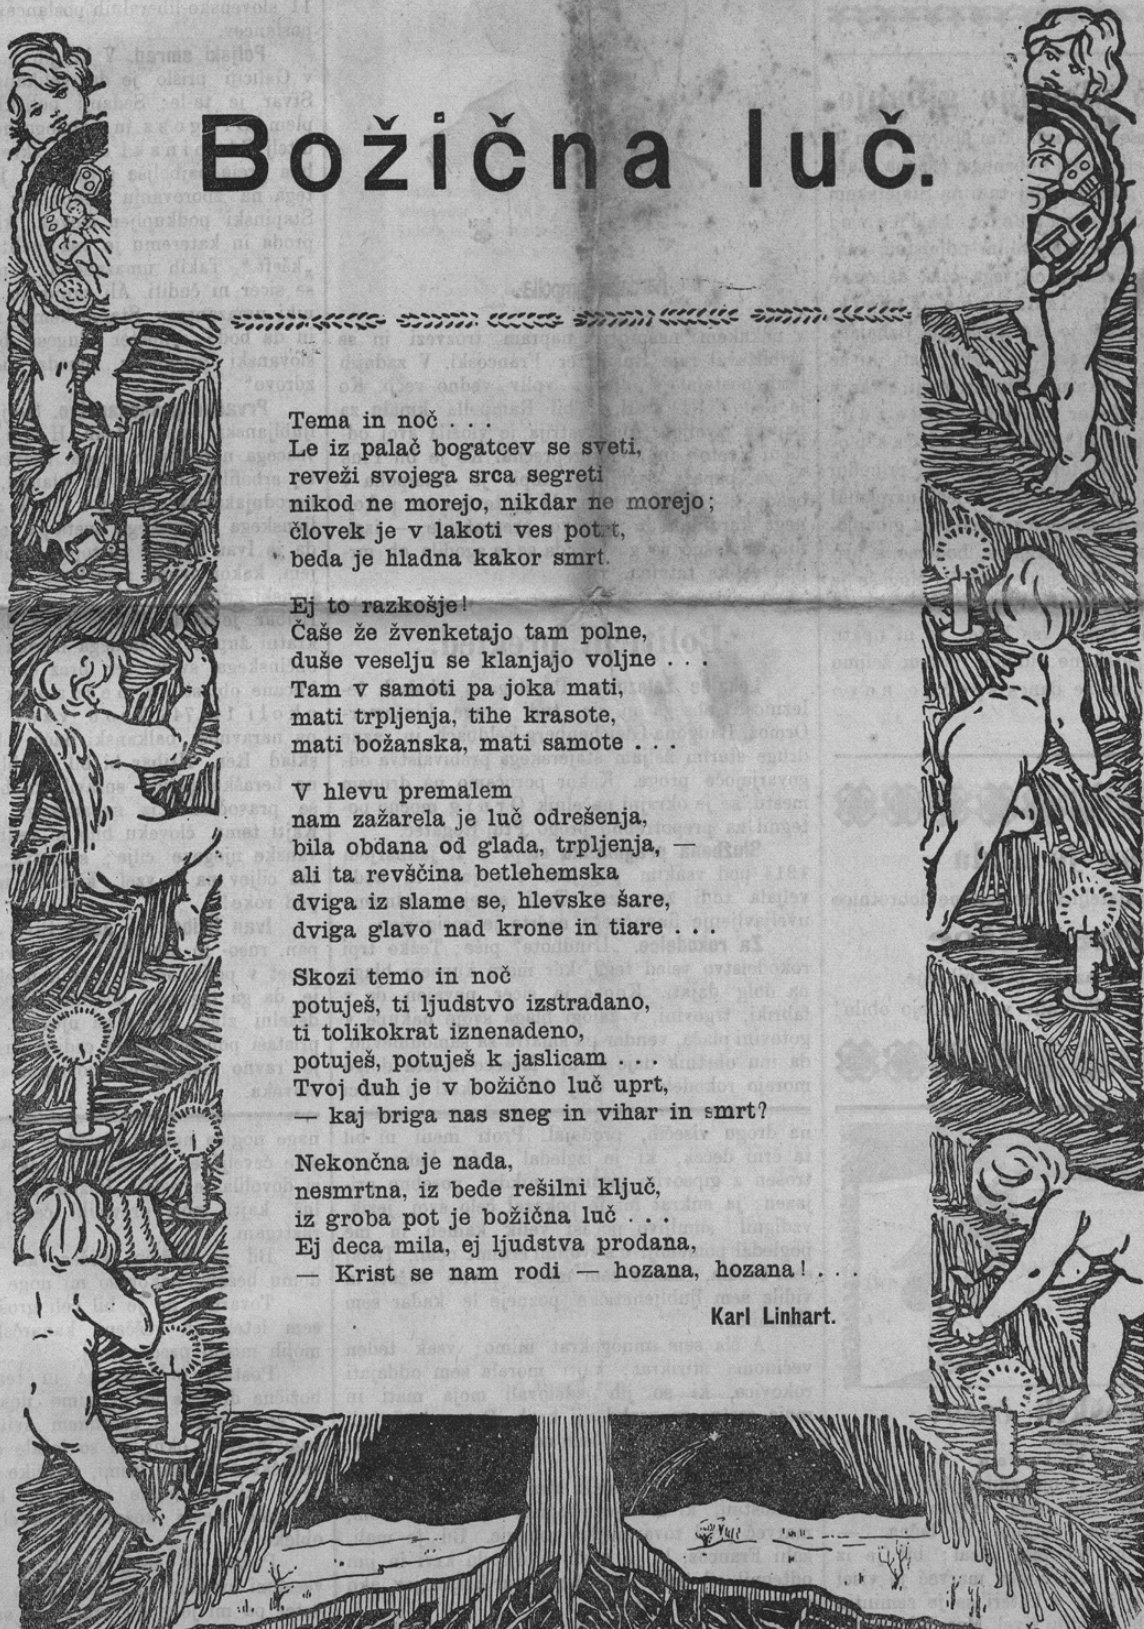 Božična luč.
Tema in noč . . .
Le iz palač bogatcev se sveti,
reveži svojega srca segreti
nikod ne morejo, nikdar ne morejo;
človek je v lakoti ves potrt,
beda je hladna kakor smrt.
Ej to razkošje!
Čaše že žvenketajo tam polne,
duše veselju se klanjajo voljne . . .
Tam v samoti pa joka mati,
mati trpljenja, tihe krasote,
mati božanska, mati samote . . .
V hlevu premalem
nam zažarela je luč odrešenja,
bila obdana od glada, trpljenja, —
ali ta revščina betlehemska
dviga iz slame se, hlevske šare,
dviga glavo nad krone in tiare . . .
Skozi temo in noč
potuješ, ti ljudstvo izstradano,
ti tolikokrat iznenadeno,
potuješ, potuješ k jaslicam . . .
Tvoj duh je v božično luč uprt,
— kaj briga nas sneg in vihar in smrt?
Nekončna je nada,
nesmrtna, iz bede rešilni ključ,
iz groba pot je božična luč . . .
Ej deca mila, ej ljudstva prodana,
— Krist se nam rodi — hozana, hozana! . . .
Karl Linhart.